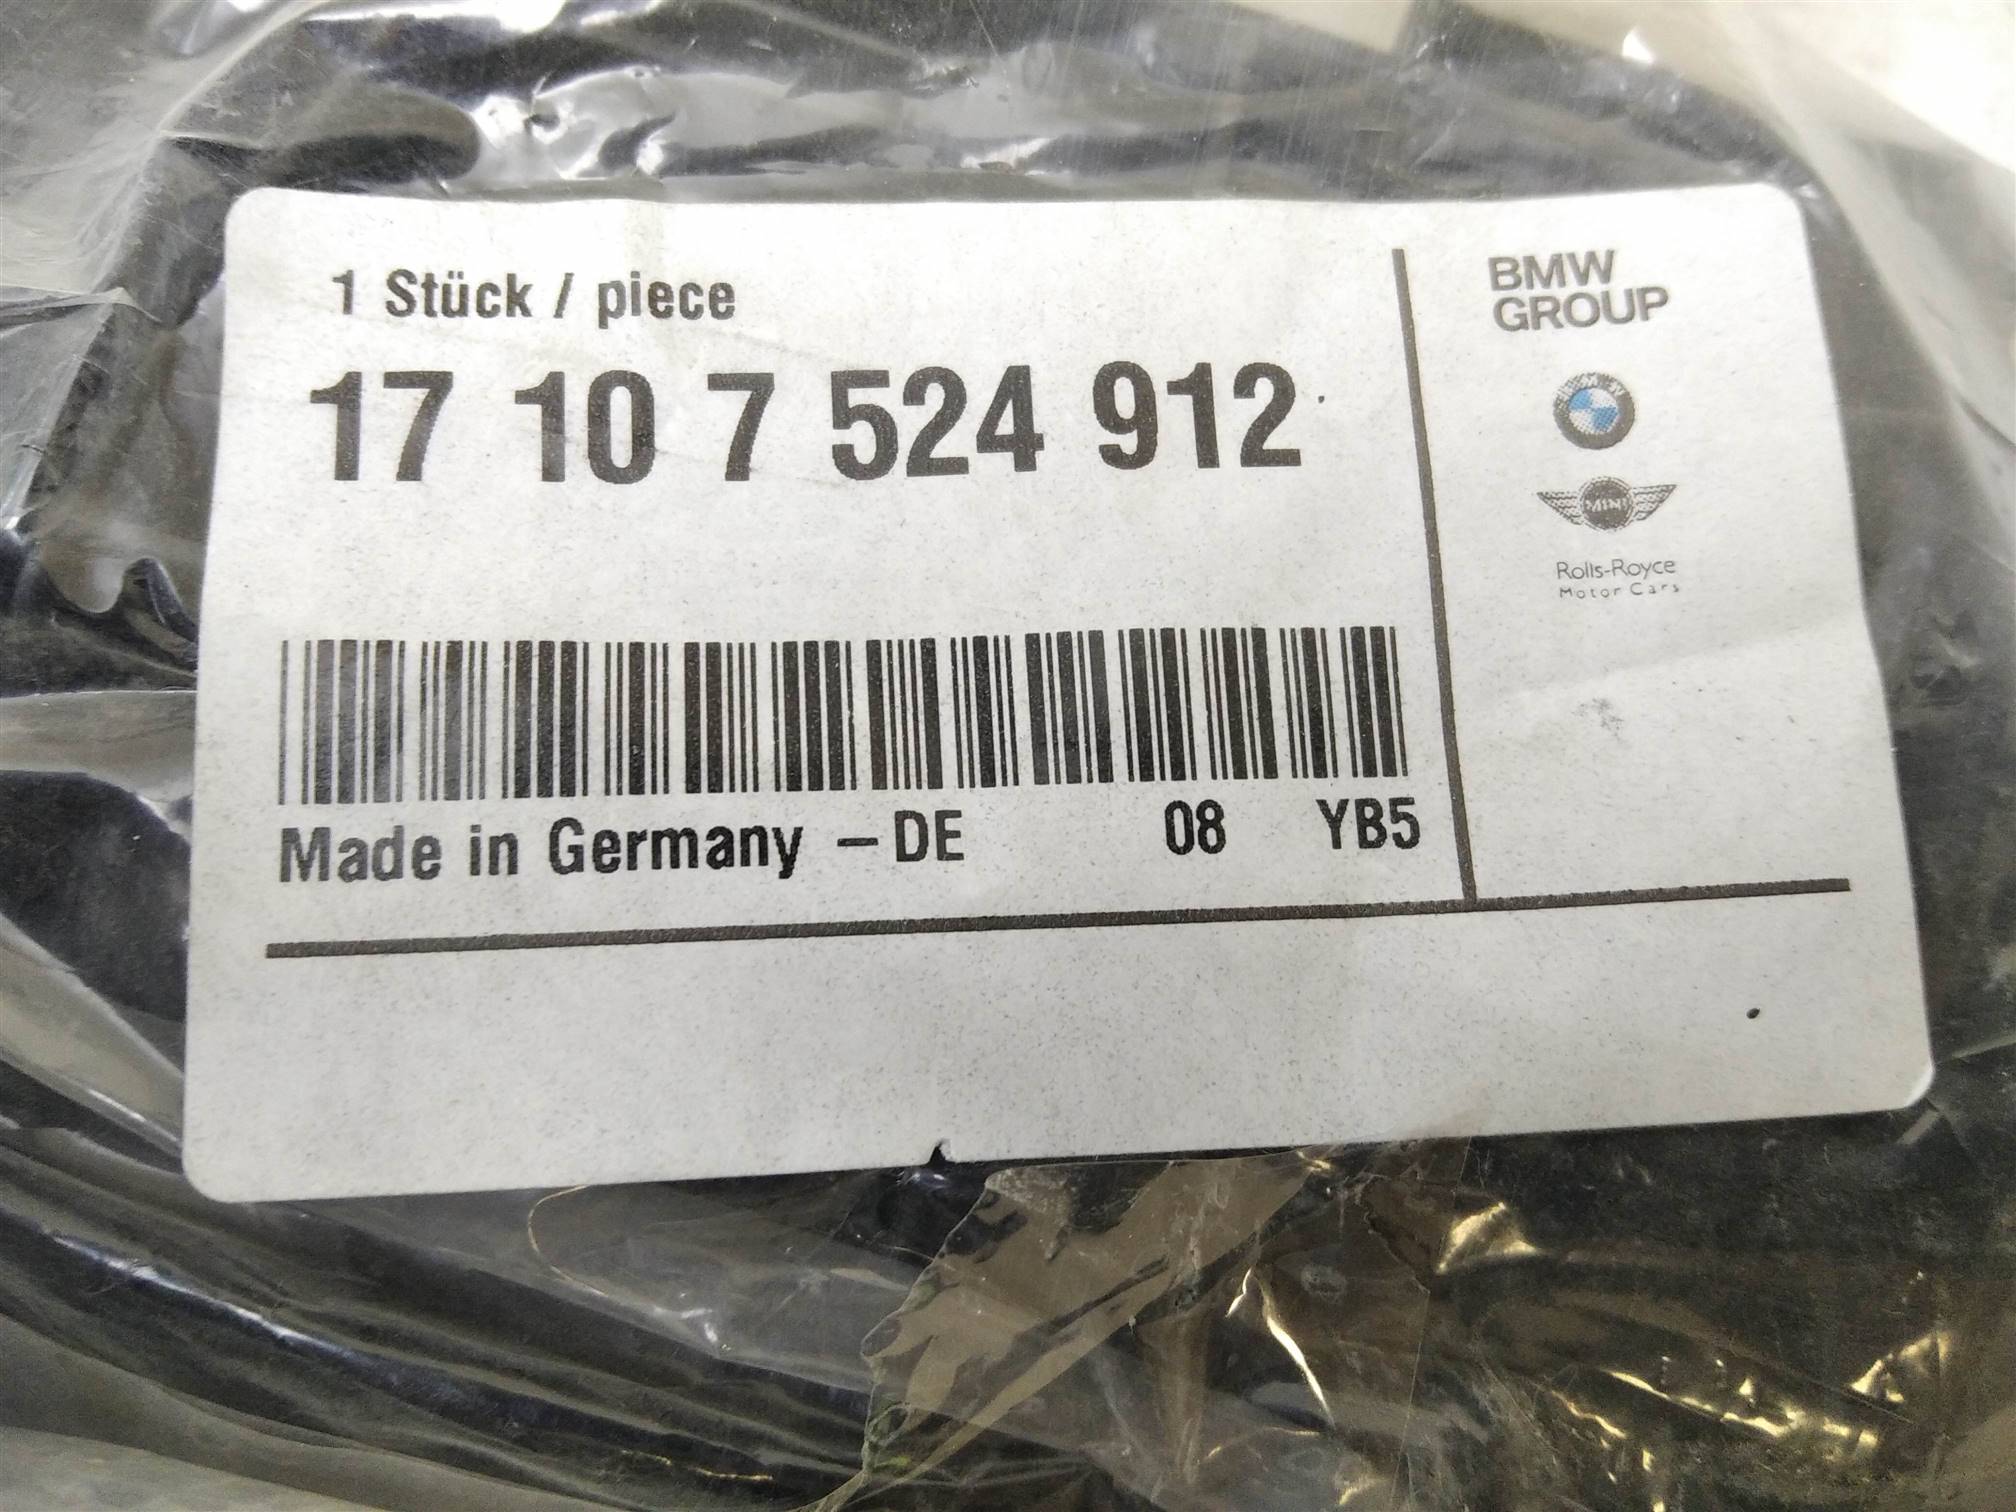 1 Stück / piece
17 10 7 524 912
Made in Germany – DE 08 YB5
BMW
GROUP
MINI
Rolls-Royce
Motor Cars